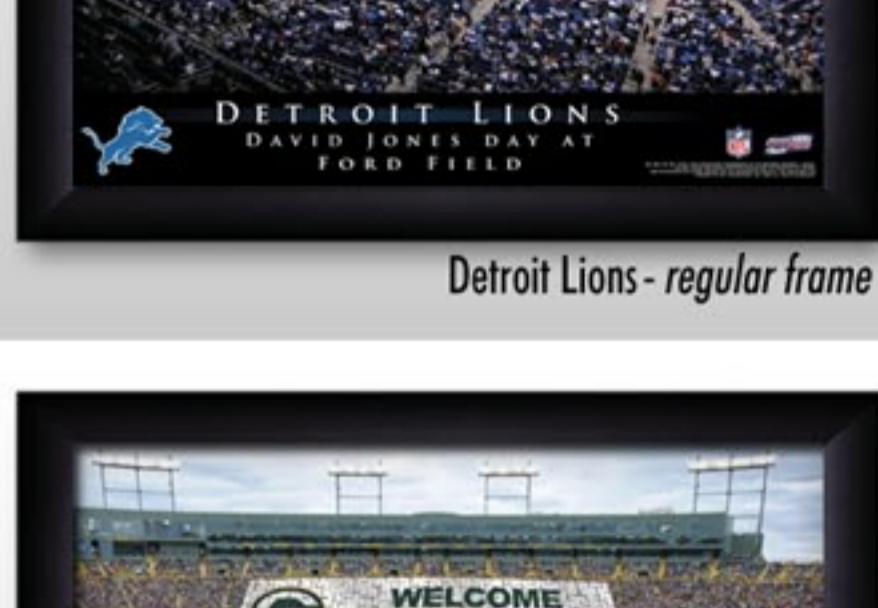 DETROIT LIONS
DAVID JONES DAY AT
FORD FIELD
Detroit Lions - regular frame
WELCOME